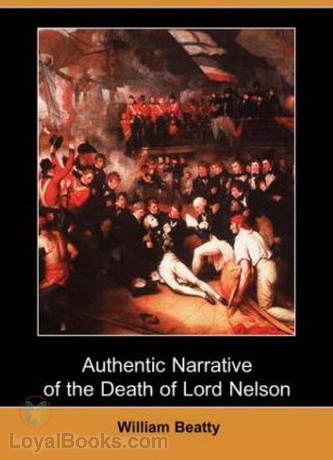 Authentic Narrative
of the Death of Lord Nelson
William Beatty
LoyalBooks.com